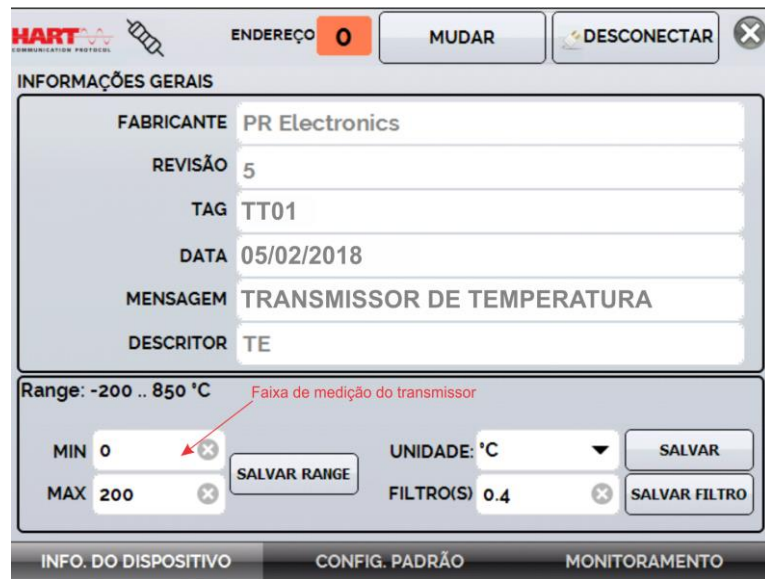 HART
COMMUNICATION PROTOCOL
ENDEREÇO 0 MUDAR DESCONECTAR
INFORMAÇÕES GERAIS
FABRICANTE PR Electronics
REVISÃO 5
TAG TT01
DATA 05/02/2018
MENSAGEM TRANSMISSOR DE TEMPERATURA
DESCRITOR TE
Range: -200 .. 850 °C Faixa de medição do transmissor
MIN 0 UNIDADE: °C SALVAR
SALVAR RANGE
MAX 200 FILTRO(S) 0.4 SALVAR FILTRO
INFO. DO DISPOSITIVO CONFIG. PADRÃO MONITORAMENTO